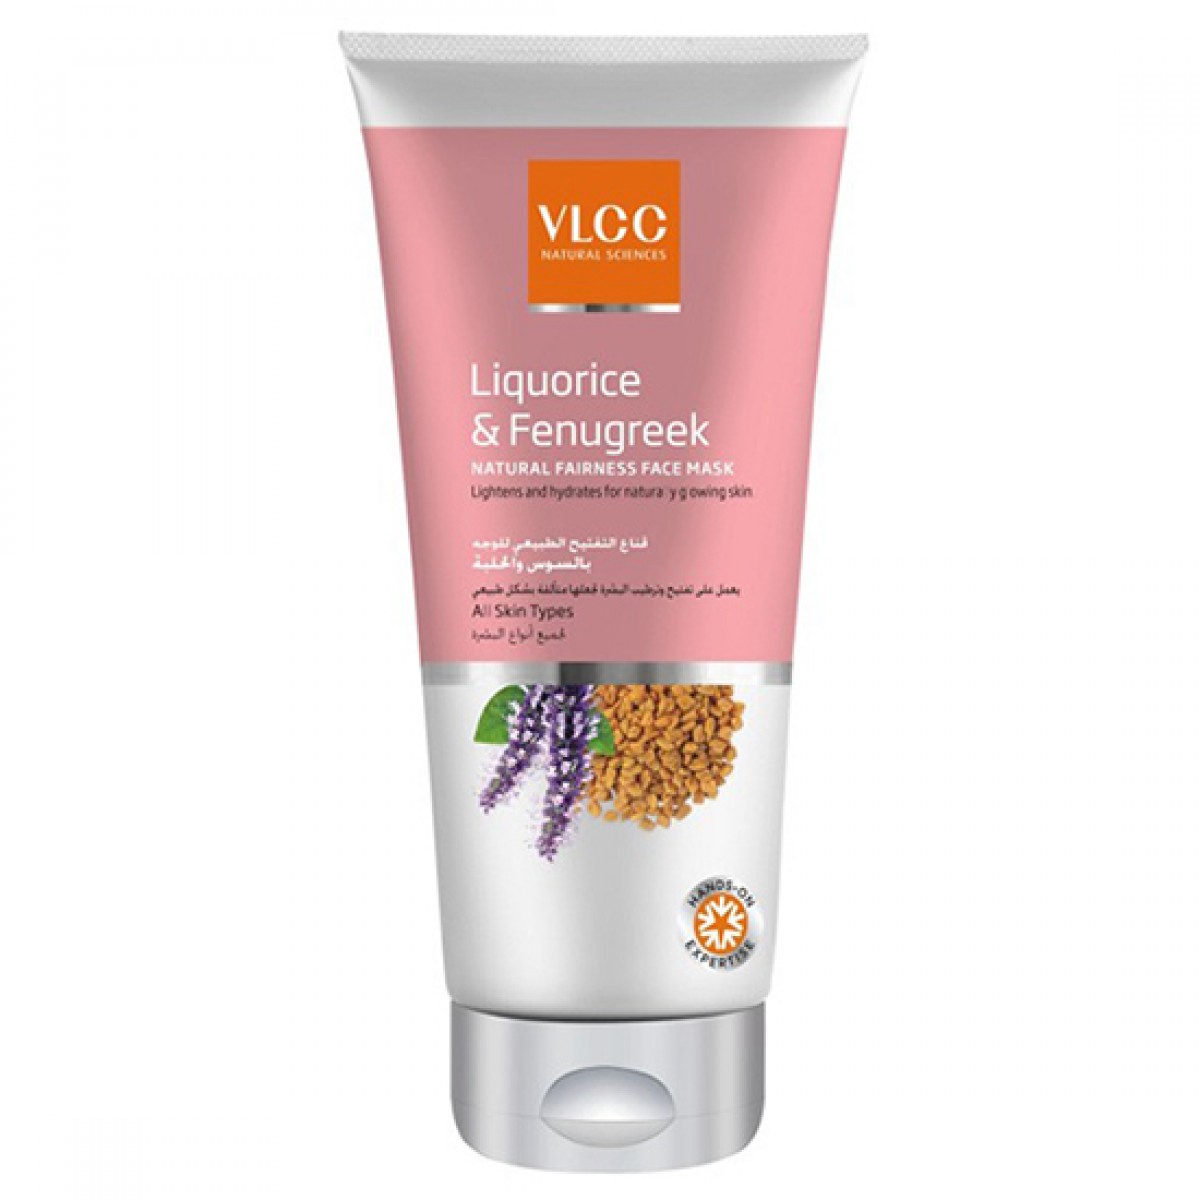 VLCC
NATURAL SCIENCES
Liquorice
& Fenugreek
NATURAL FAIRNESS FACE MASK
Lightens and hydrates for naturally glowing skin
قناع التفتيح الطبيعي للوجه
بالسوس والحلبة
يعمل على تفتيح وترطيب البشرة لجعلها متألقة بشكل طبيعي
All Skin Types
لجميع أنواع البشرة
HANDS-ON
EXPERTISE